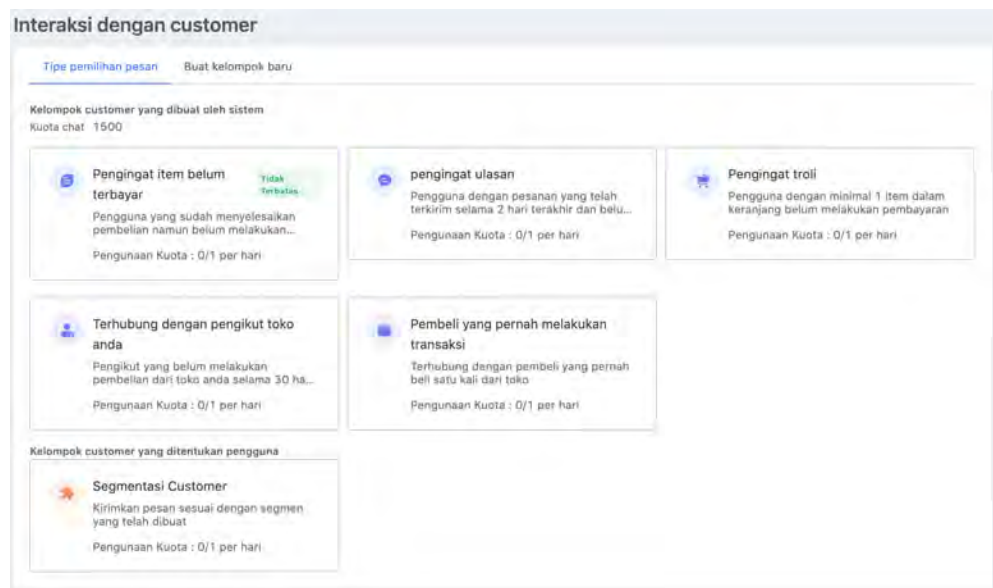 Interaksi dengan customer
Tipe pemilihan pesan
Buat kelompok baru
Kelompok customer yang dibuat oleh sistem
Kuota chat 1500
Pengingat item belum
terbayar
Tidak
Terbatas
Pengguna yang sudah menyelesaikan
pembelian namun belum melakukan...
Pengunaan Kuota : 0/1 per hari
pengingat ulasan
Pengguna dengan pesanan yang telah
terkirim selama 2 hari terakhir dan belu...
Pengunaan Kuota : 0/1 per hari
Pengingat troli
Pengguna dengan minimal 1 item dalam
keranjang belum melakukan pembayaran
Pengunaan Kuota : 0/1 per hari
Terhubung dengan pengikut toko
anda
Pengikut yang belum melakukan
pembelian dari toko anda selama 30 ha...
Pengunaan Kuota : 0/1 per hari
Pembeli yang pernah melakukan
transaksi
Terhubung dengan pembeli yang pernah
beli satu kali dari toko
Pengunaan Kuota : 0/1 per hari
Kelompok customer yang ditentukan pengguna
Segmentasi Customer
Kirimkan pesan sesuai dengan segmen
yang telah dibuat
Pengunaan Kuota : 0/1 per hari